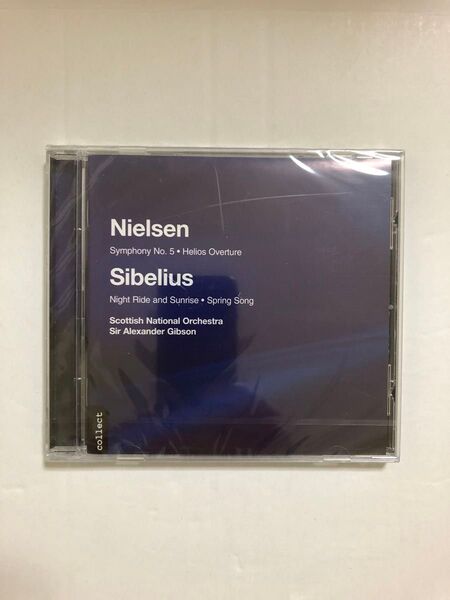 Nielsen
Symphony No. 5 • Helios Overture
Sibelius
Night Ride and Sunrise • Spring Song
Scottish National Orchestra
Sir Alexander Gibson
collect